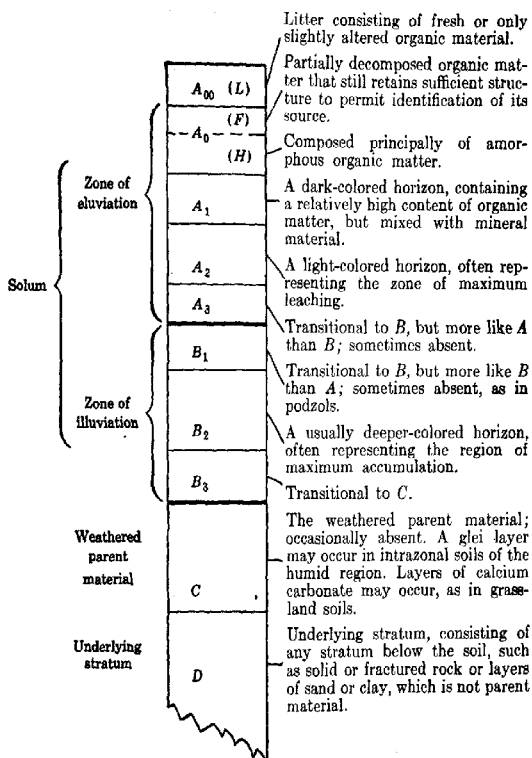 Litter consisting of fresh or only
slightly altered organic material.
A00 (L)
Partially decomposed organic mat-
ter that still retains sufficient struc-
ture to permit identification of its
source.
(F)
A0
(H)
Composed principally of amor-
phous organic matter.
Zone of
eluviation
A1
A dark-colored horizon, containing
a relatively high content of organic
matter, but mixed with mineral
material.
Solum
A2
A light-colored horizon, often rep-
resenting the zone of maximum
leaching.
A3
Transitional to B, but more like A
than B; sometimes absent.
B1
Transitional to B, but more like B
than A; sometimes absent, as in
podzols.
Zone of
illuviation
B2
A usually deeper-colored horizon,
often representing the region of
maximum accumulation.
B3
Transitional to C.
Weathered
parent
material
C
The weathered parent material;
occasionally absent. A glei layer
may occur in intrazonal soils of the
humid region. Layers of calcium
carbonate may occur, as in grass-
land soils.
Underlying
stratum
D
Underlying stratum, consisting of
any stratum below the soil, such
as solid or fractured rock or layers
of sand or clay, which is not parent
material.